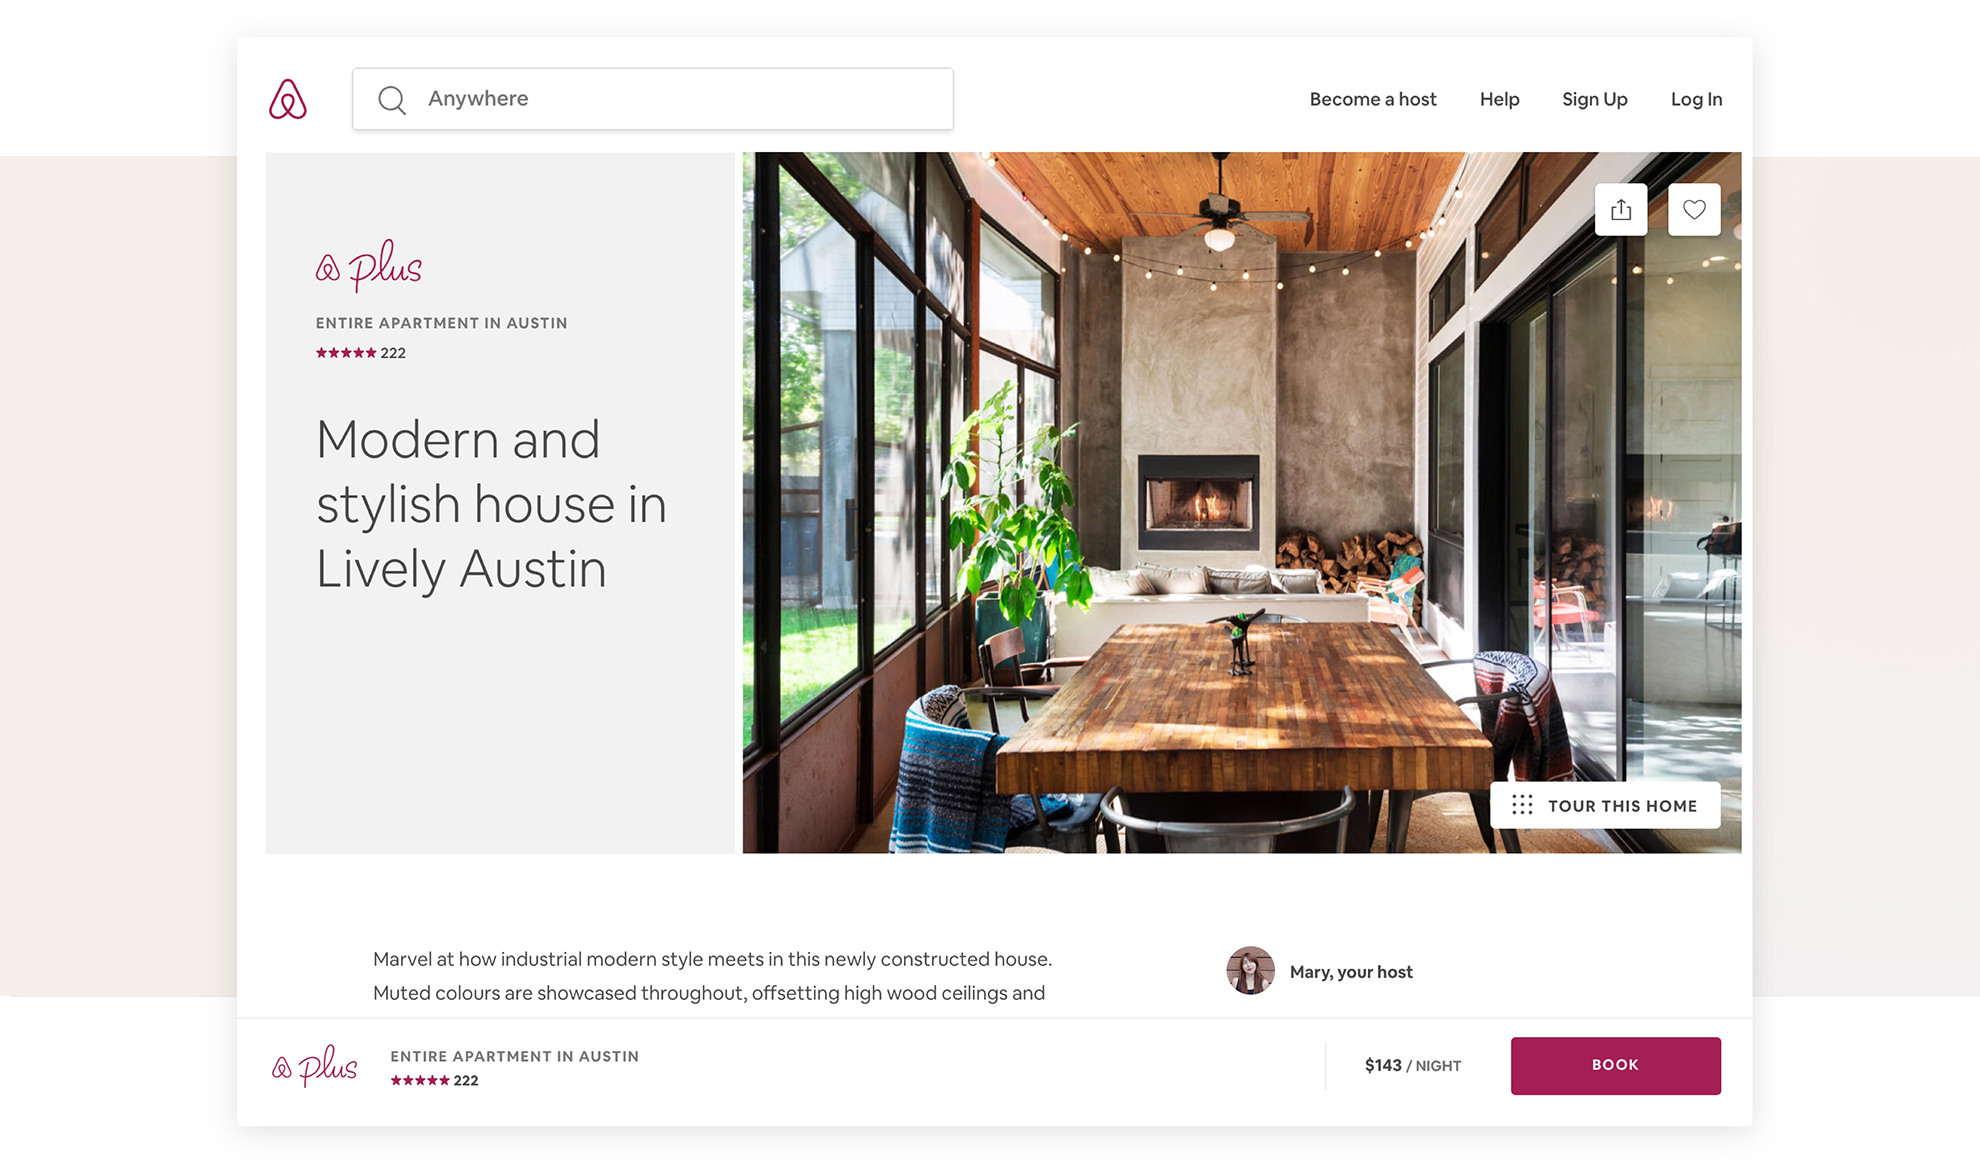 Anywhere
Become a host
Help
Sign Up
Log In
plus
ENTIRE APARTMENT IN AUSTIN
★★★★★ 222
Modern and
stylish house in
Lively Austin
TOUR THIS HOME
Marvel at how industrial modern style meets in this newly constructed house.
Muted colours are showcased throughout, offsetting high wood ceilings and
Mary, your host
plus
ENTIRE APARTMENT IN AUSTIN
★★★★★ 222
$143 / NIGHT
BOOK